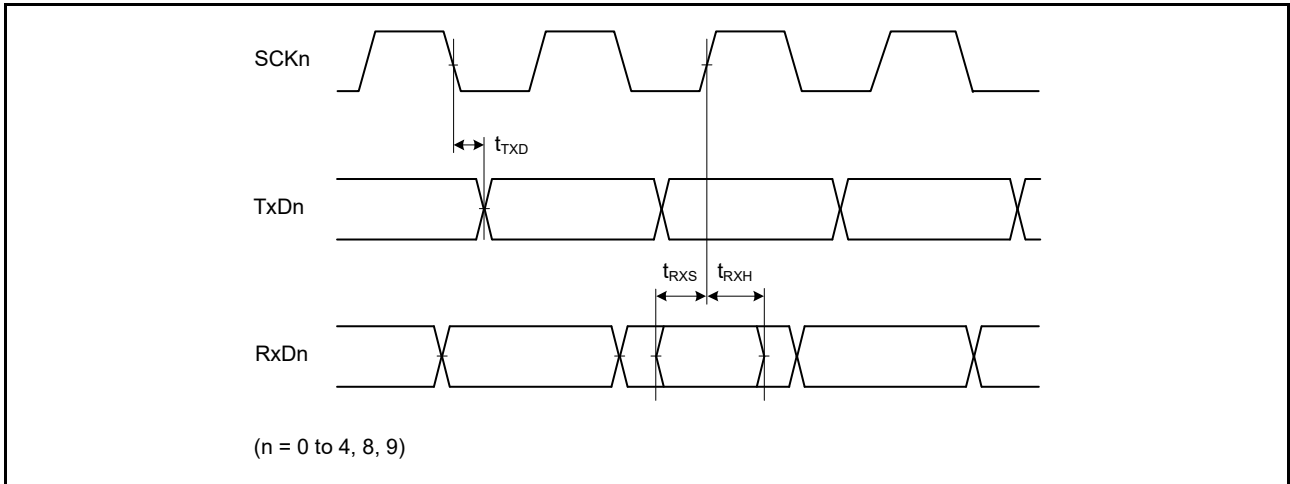 SCKn
tTXD
TxDn
tRXS tRXH
RxDn
(n = 0 to 4, 8, 9)